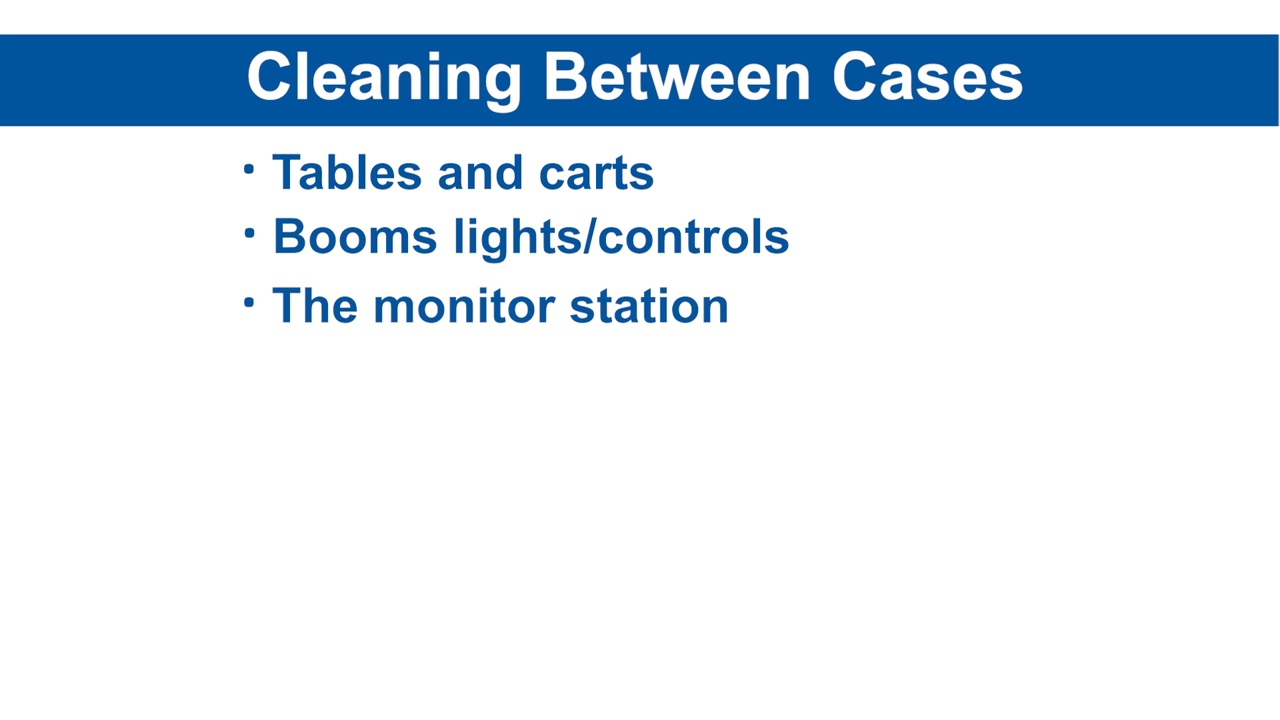 Cleaning Between Cases
· Tables and carts
· Booms lights/controls
· The monitor station